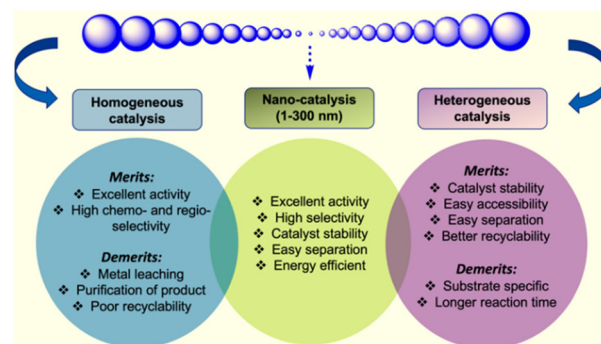 Homogeneous
catalysis
Nano-catalysis
(1-300 nm)
Heterogeneous
catalysis
Merits:
❖ Excellent activity
❖ High chemo- and regio-
selectivity
Demerits:
❖ Metal leaching
❖ Purification of product
❖ Poor recyclability
❖ Excellent activity
❖ High selectivity
❖ Catalyst stability
❖ Easy separation
❖ Energy efficient
Merits:
❖ Catalyst stability
❖ Easy accessibility
❖ Easy separation
❖ Better recyclability
Demerits:
❖ Substrate specific
❖ Longer reaction time